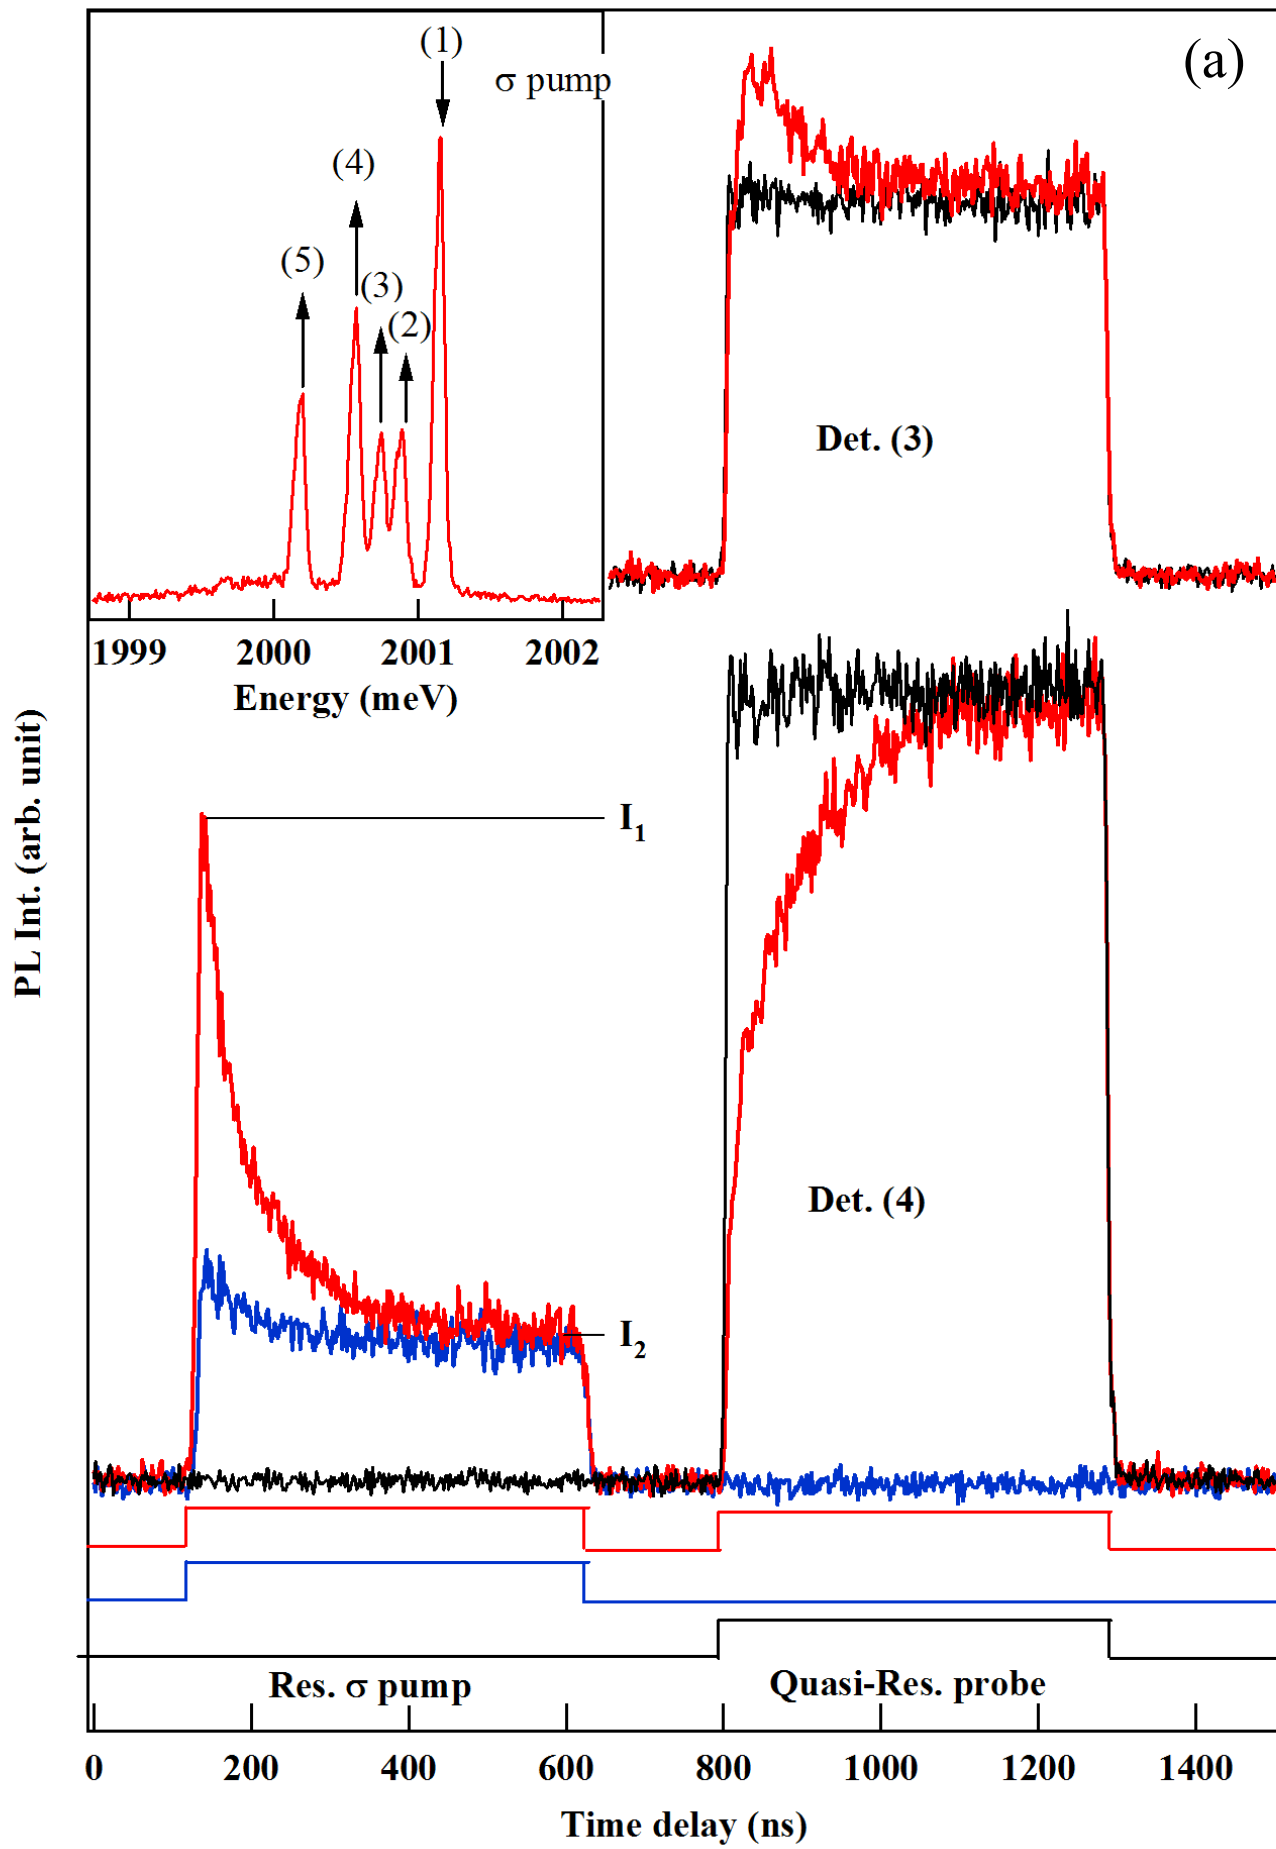 (a)
(1)
σ pump
(4)
(5)
(3)
(2)
Det. (3)
1999 2000 2001 2002
Energy (meV)
PL Int. (arb. unit)
I1
Det. (4)
I2
Res. σ pump
Quasi-Res. probe
0 200 400 600 800 1000 1200 1400
Time delay (ns)